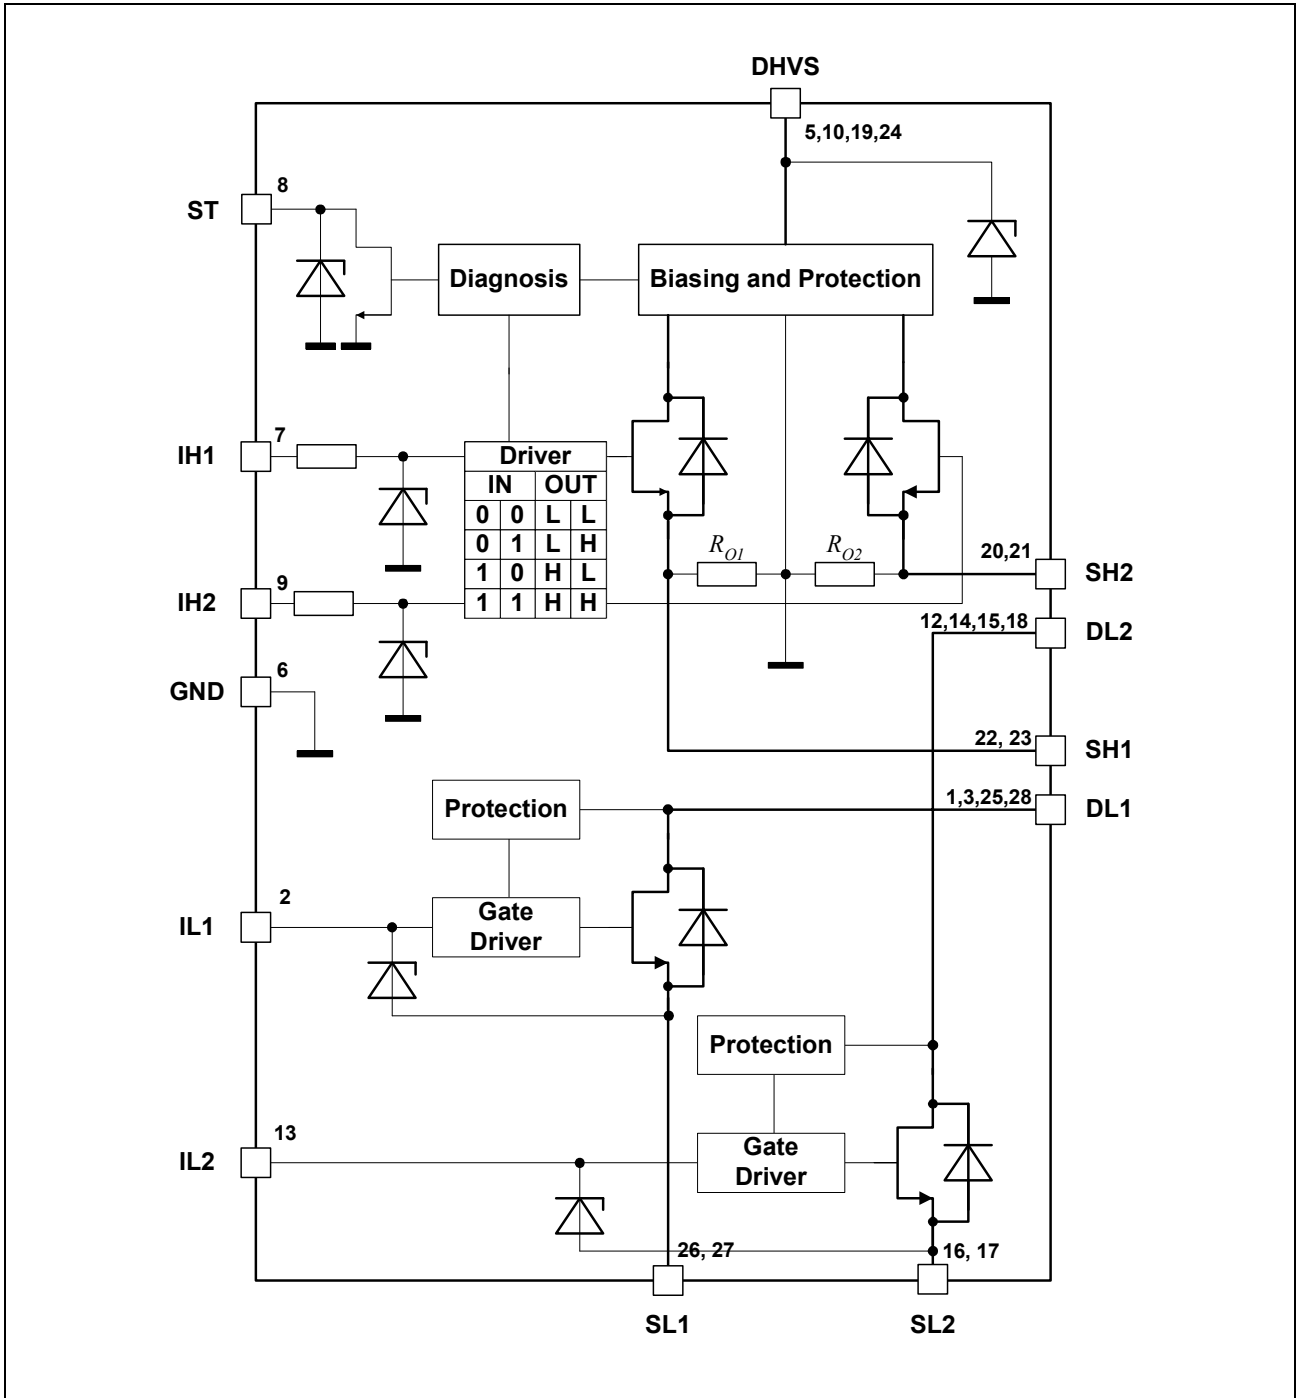 DHVS
5,10,19,24
8
ST
Diagnosis
Biasing and Protection
7
IH1
Driver
IN OUT
0 0 L L
0 1 L H
1 0 H L
1 1 H H
RO1
RO2
20,21
SH2
9
IH2
12,14,15,18
DL2
6
GND
22, 23
SH1
Protection
1,3,25,28
DL1
2
IL1
Gate
Driver
Protection
13
IL2
Gate
Driver
26, 27
16, 17
SL1
SL2